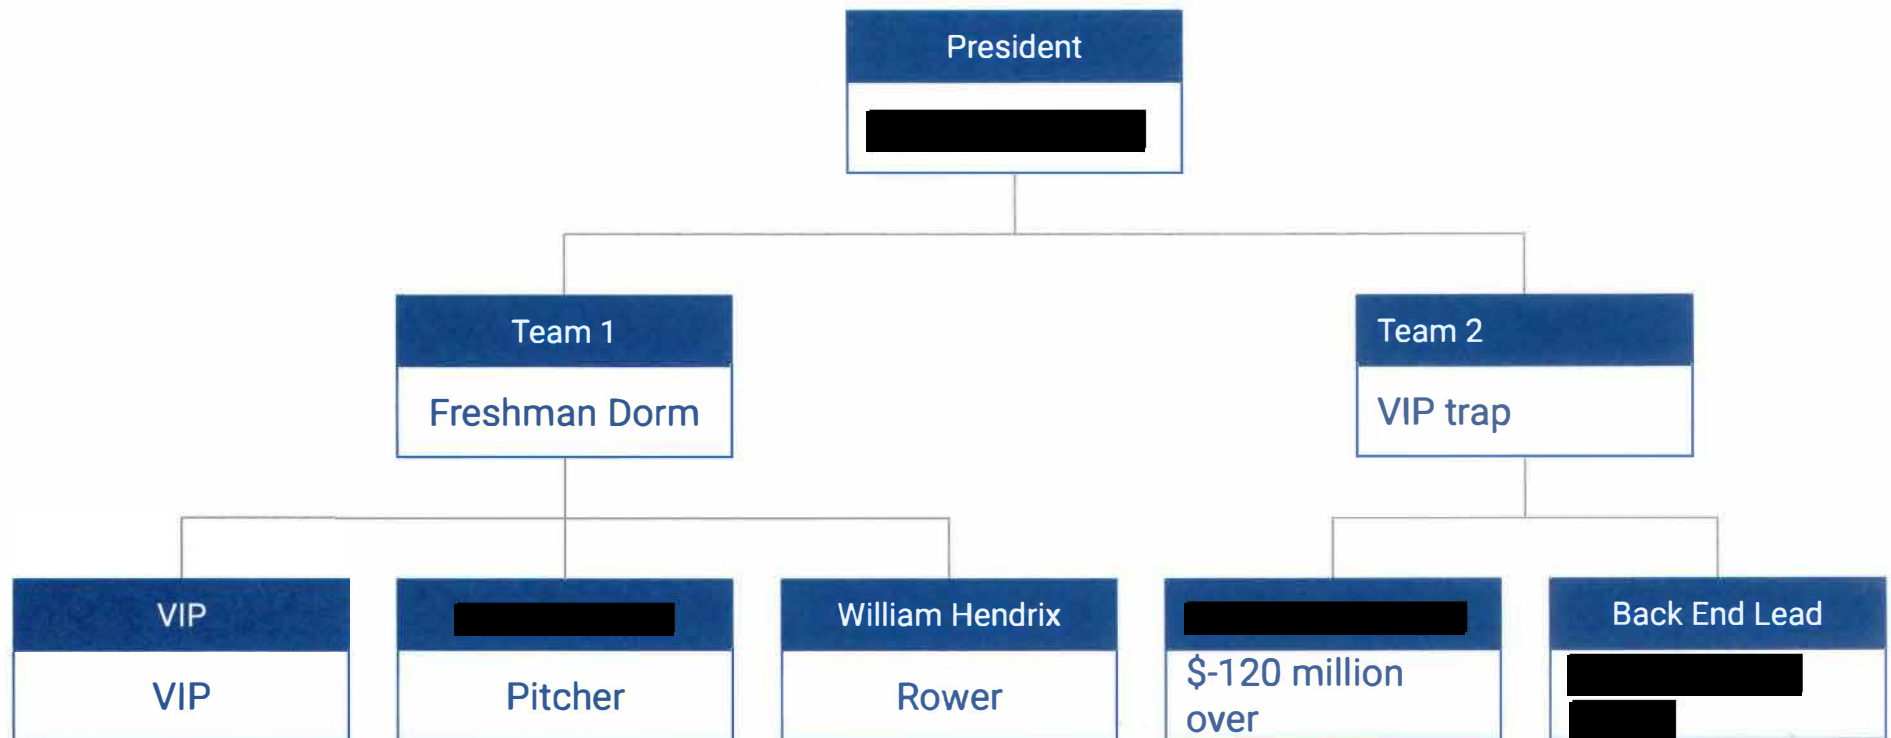 President
Team 1
Team 2
Freshman Dorm
VIP trap
VIP
William Hendrix
Back End Lead
VIP
Pitcher
Rower
$-120 million
over